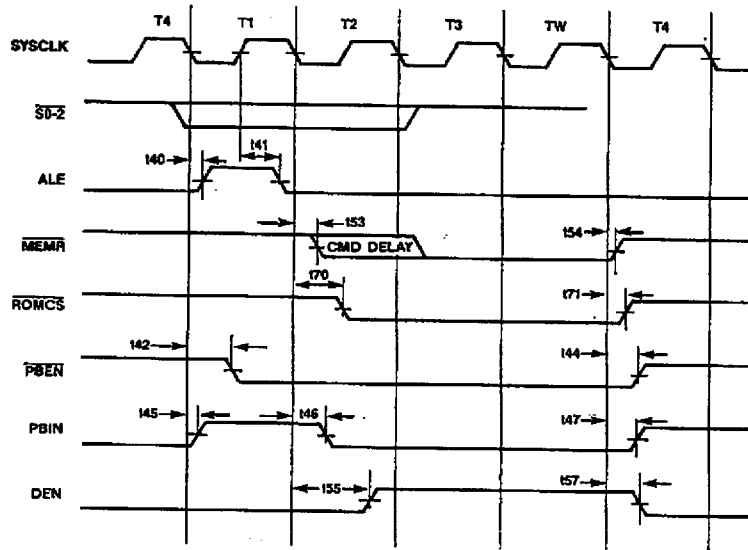 T4 T1 T2 T3 TW T4
SYSCLK
S0-2
t40 t41
ALE
t53 t54
MEMR CMD DELAY
t70 t71
ROMCS
t42 t44
PBEN
t45 t46 t47
PBIN
t55 t57
DEN